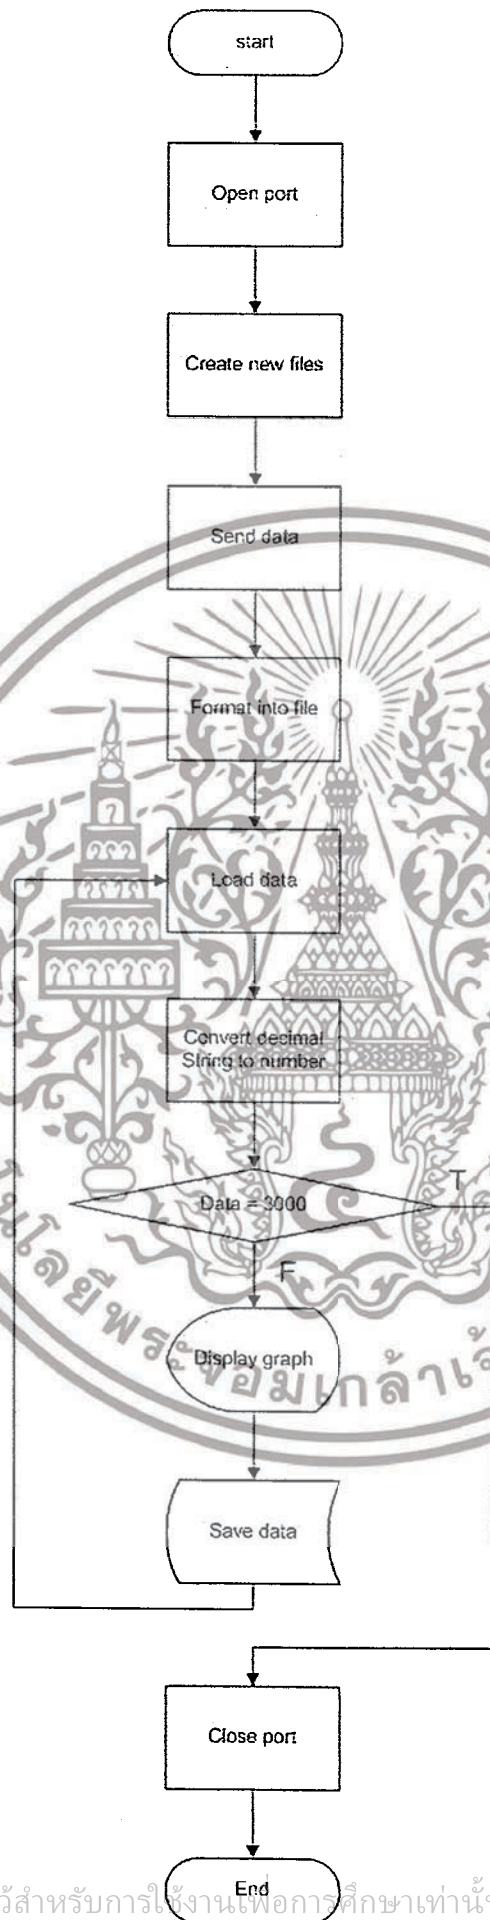 start
Open port
Create new files
Send data
Format into file
Load data
Convert decimal
String to number
Data = 3000
T
F
Display graph
Save data
Close port
End